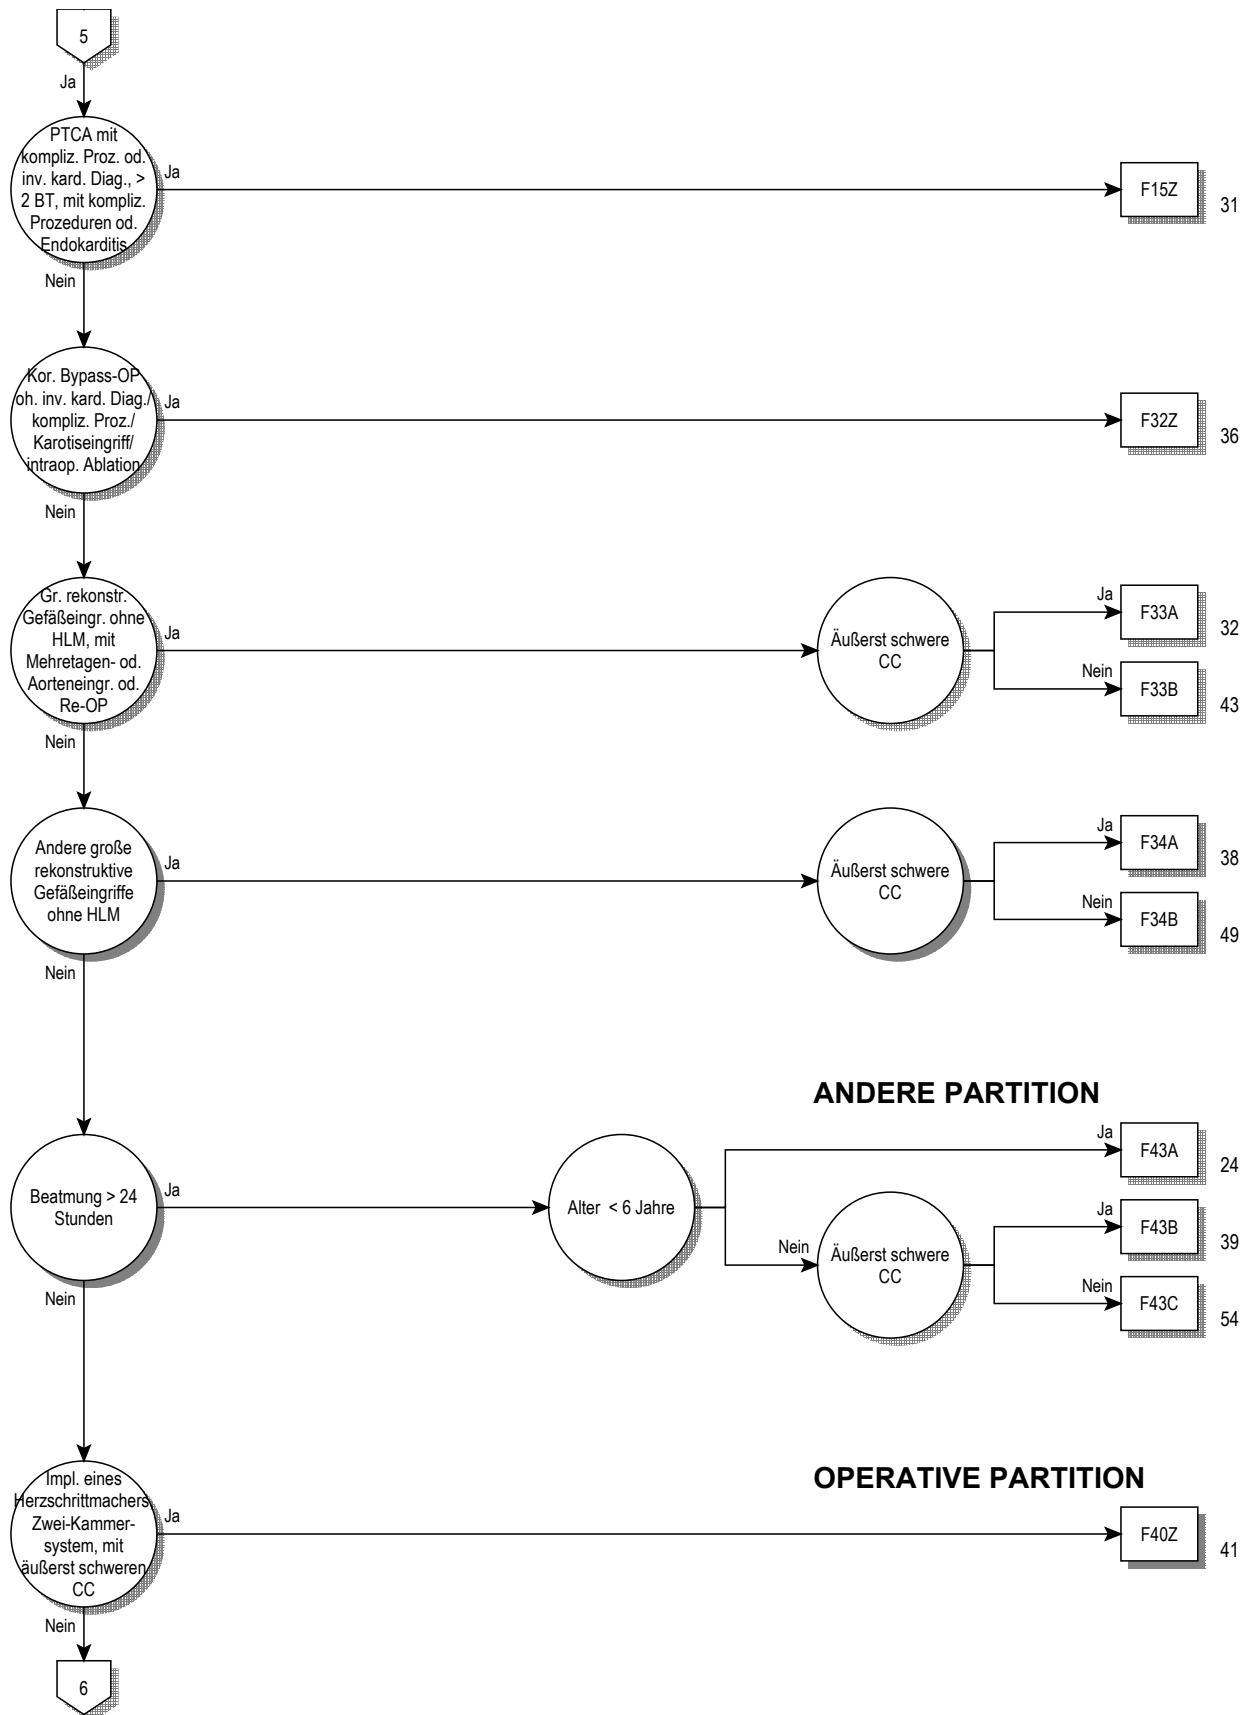 5
Ja
PTCA mit
kompliz. Proz. od.
inv. kard. Diag., >
2 BT, mit kompliz.
Prozeduren od.
Endokarditis
Ja
F15Z
31
Nein
Kor. Bypass-OP
oh. inv. kard. Diag./
kompliz. Proz./
Karotiseingriff/
intraop. Ablation
Ja
F32Z
36
Nein
Gr. rekonstr.
Gefäßeingr. ohne
HLM, mit
Mehretagen- od.
Aorteneingr. od.
Re-OP
Ja
Äußerst schwere
CC
Ja
F33A
32
Nein
F33B
43
Nein
Andere große
rekonstruktive
Gefäßeingriffe
ohne HLM
Ja
Äußerst schwere
CC
Ja
F34A
38
Nein
F34B
49
Nein
ANDERE PARTITION
Beatmung > 24
Stunden
Ja
Alter < 6 Jahre
Ja
F43A
24
Nein
Äußerst schwere
CC
Ja
F43B
39
Nein
F43C
54
Nein
OPERATIVE PARTITION
Impl. eines
Herzschrittmachers,
Zwei-Kammer-
system, mit
äußerst schweren
CC
Ja
F40Z
41
Nein
6